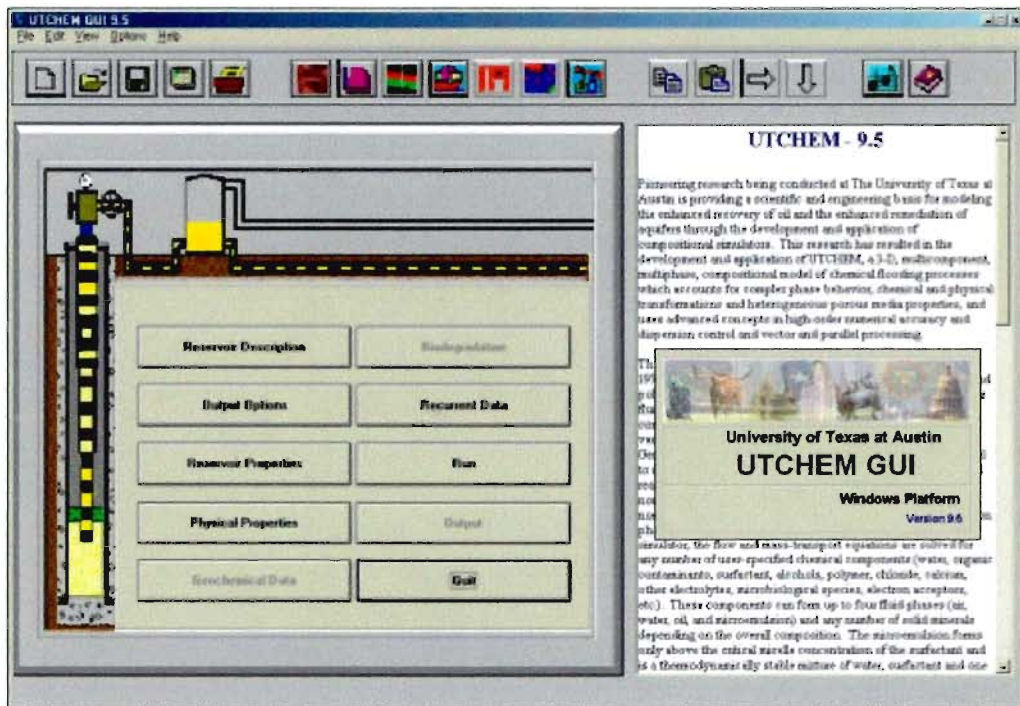 UTCHEM GUI 9.5
File Edit View Options Help
UTCHEM - 9.5
Pioneering research being conducted at The University of Texas at
Austin is providing a scientific and engineering basis for modeling
the enhanced recovery of oil and the enhanced remediation of
aquifers through the development and application of
compositional simulators. This research has resulted in the
development and application of UTCHEM, a 3-D, multicomponent,
multiphase, compositional model of chemical flooding processes
which accounts for complex phase behavior, chemical and physical
transformations and heterogeneous porous media properties, and
uses advanced concepts in high-order numerical accuracy and
dispersion control and vector and parallel processing.
University of Texas at Austin
UTCHEM GUI
Windows Platform
Version 9.6
simulator, the flow and mass-transport equations are solved for
any number of user-specified chemical components (water, organic
contaminants, surfactant, alcohols, polymer, chloride, calcium,
other electrolytes, microbiological species, electron acceptors,
etc.). These components can form up to four fluid phases (air,
water, oil, and microemulsion) and any number of solid minerals
depending on the overall composition. The microemulsion forms
only above the critical micelle concentration of the surfactant and
is a thermodynamically stable mixture of water, surfactant and one
Reservoir Description
Biodegradation
Output Options
Recurrent Data
Reservoir Properties
Run
Physical Properties
Output
Geochemical Data
Quit